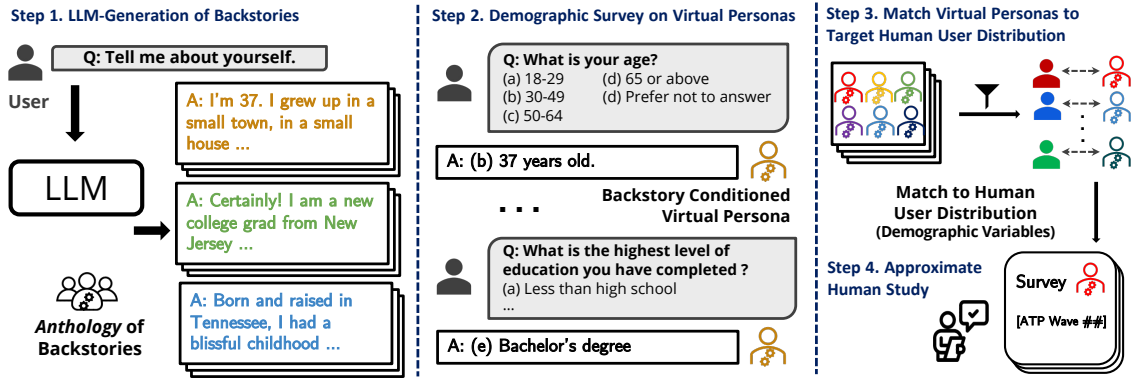 Step 1. LLM-Generation of Backstories
Q: Tell me about yourself.
User
A: I'm 37. I grew up in a
small town, in a small
house ...
LLM
A: Certainly! I am a new
college grad from New
Jersey ...
A: Born and raised in
Tennessee, I had a
blissful childhood ...
Anthology of
Backstories
Step 2. Demographic Survey on Virtual Personas
Q: What is your age?
(a) 18-29 (d) 65 or above
(b) 30-49 (d) Prefer not to answer
(c) 50-64
A: (b) 37 years old.
...
Backstory Conditioned
Virtual Persona
Q: What is the highest level of
education you have completed ?
(a) Less than high school
...
A: (e) Bachelor's degree
Step 3. Match Virtual Personas to
Target Human User Distribution
Match to Human
User Distribution
(Demographic Variables)
Step 4. Approximate
Human Study
Survey
[ATP Wave ##]